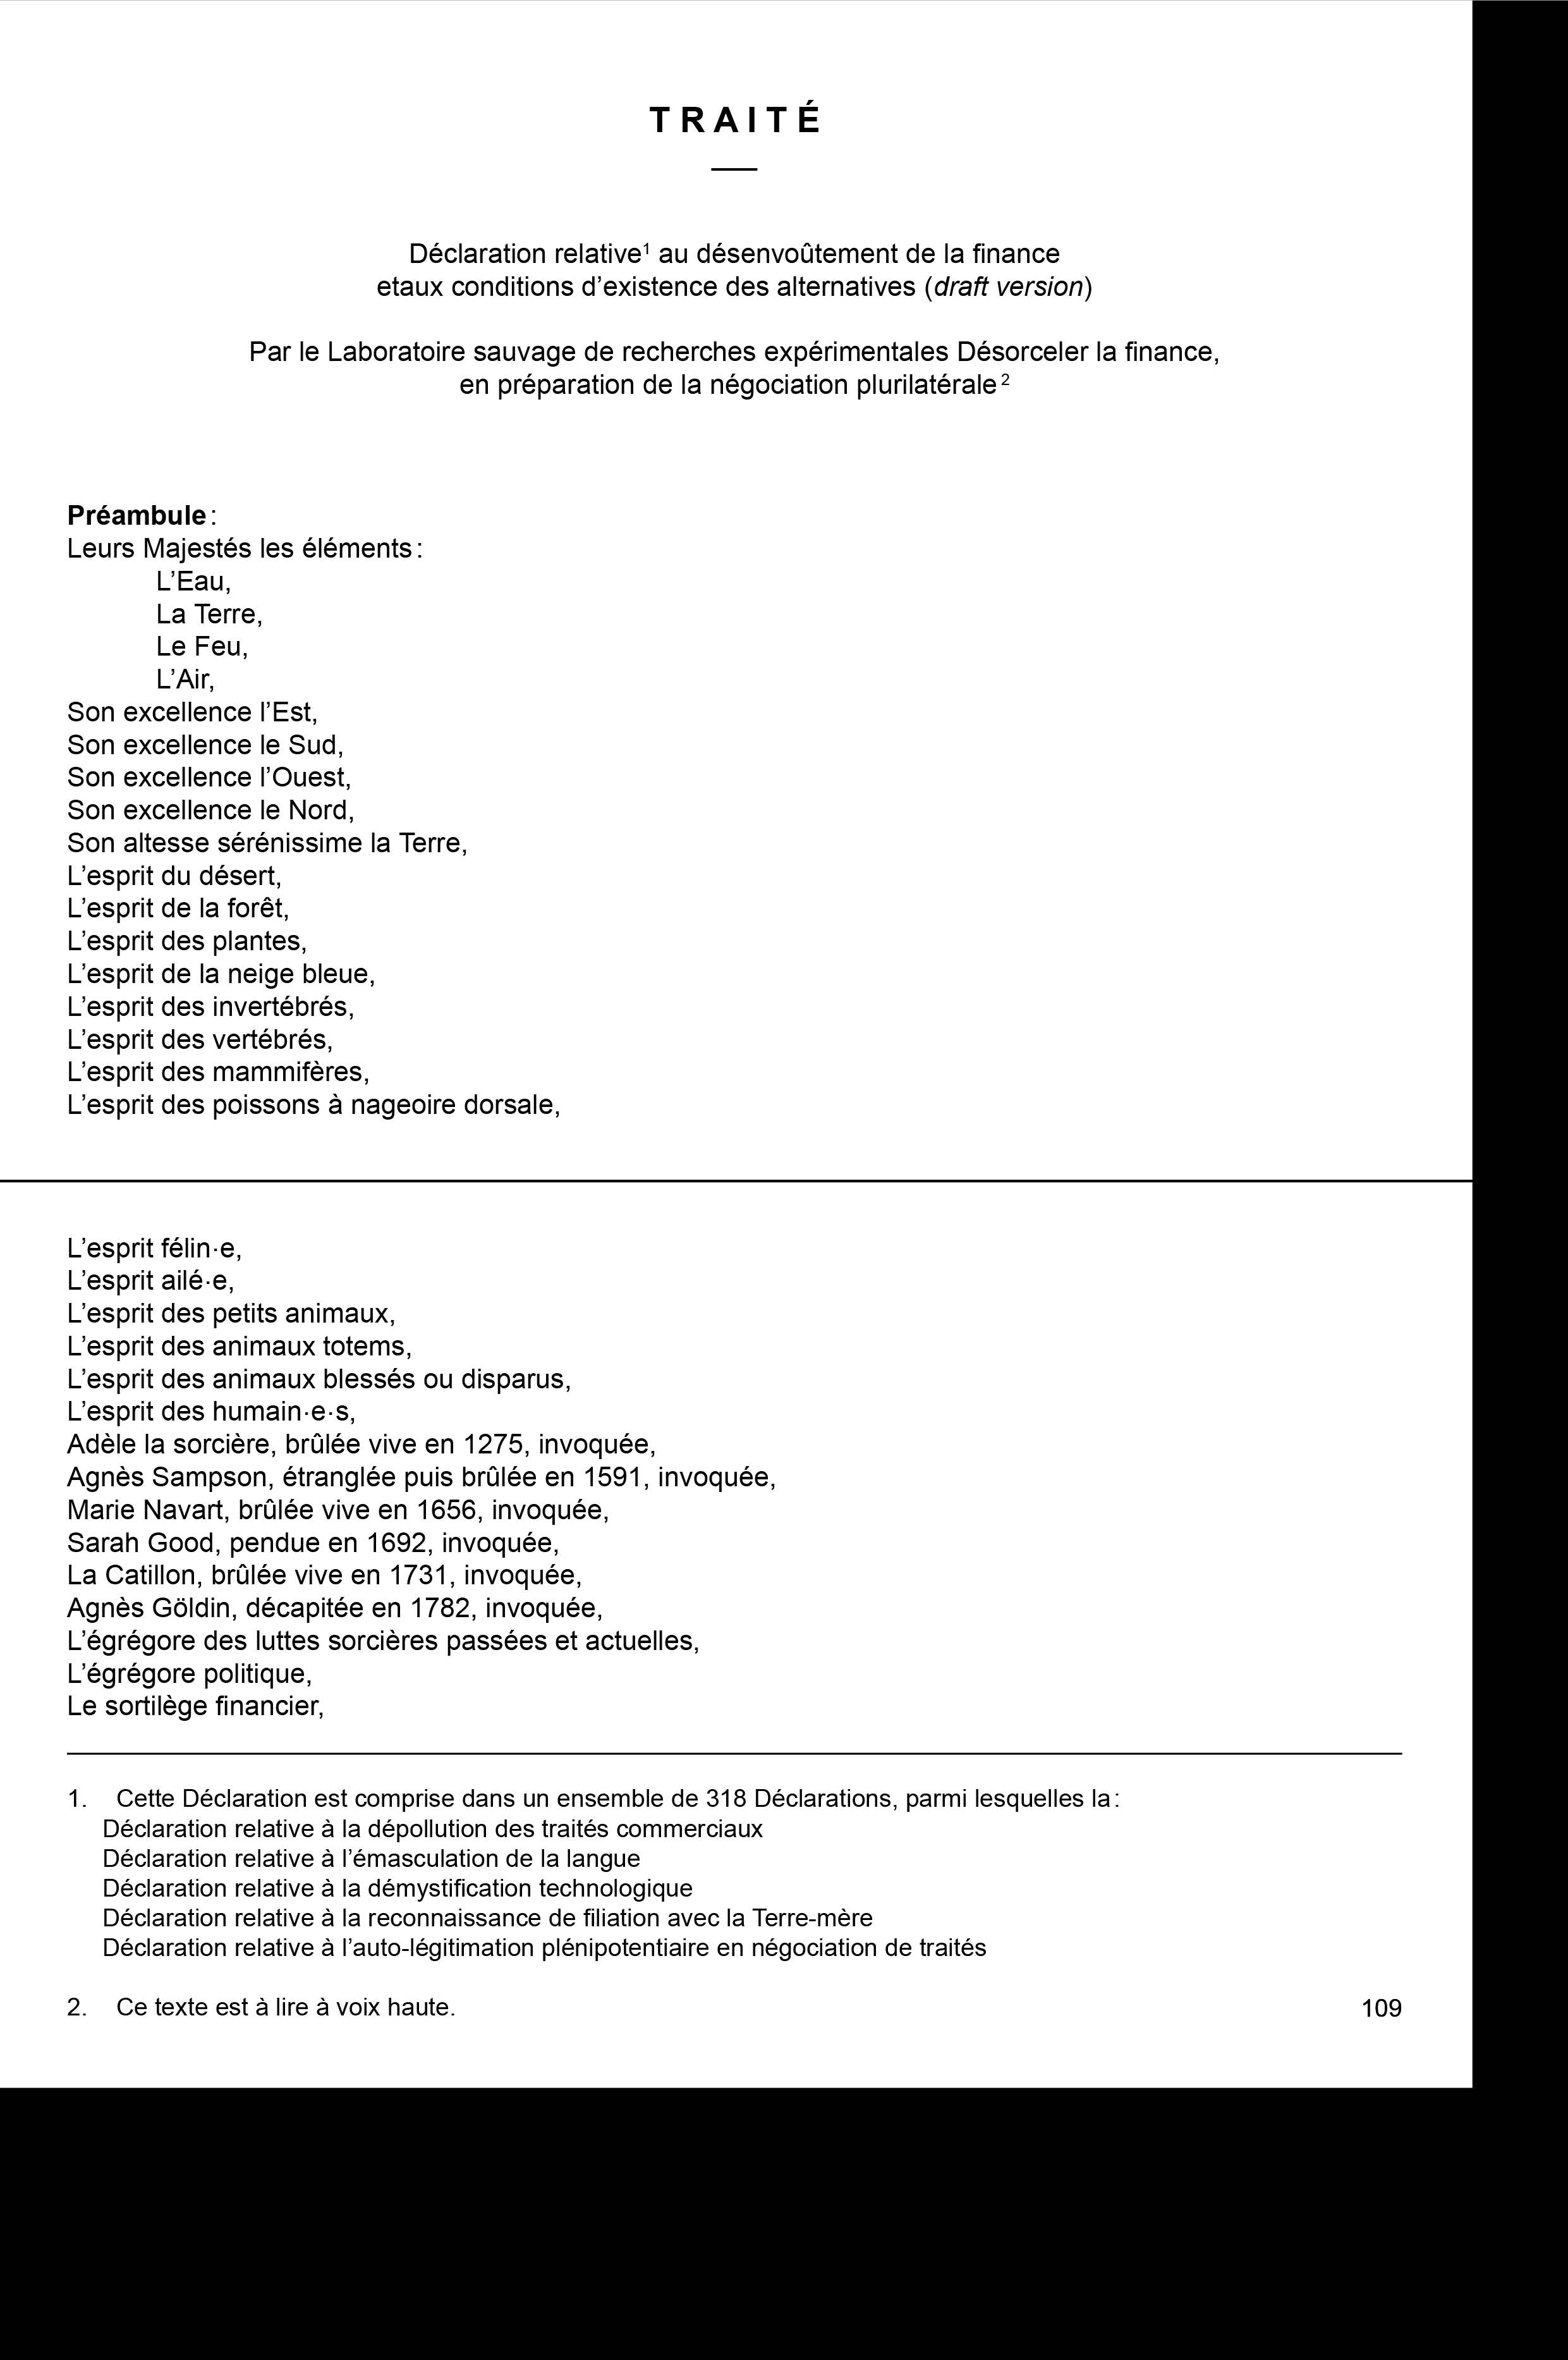 TRAITÉ
Déclaration relative¹ au désenvoûtement de la finance
etaux conditions d’existence des alternatives (draft version)
Par le Laboratoire sauvage de recherches expérimentales Désorceler la finance,
en préparation de la négociation plurilatérale ²
Préambule :
Leurs Majestés les éléments :
L’Eau,
La Terre,
Le Feu,
L’Air,
Son excellence l’Est,
Son excellence le Sud,
Son excellence l’Ouest,
Son excellence le Nord,
Son altesse sérénissime la Terre,
L’esprit du désert,
L’esprit de la forêt,
L’esprit des plantes,
L’esprit de la neige bleue,
L’esprit des invertébrés,
L’esprit des vertébrés,
L’esprit des mammifères,
L’esprit des poissons à nageoire dorsale,
L’esprit félin·e,
L’esprit ailé·e,
L’esprit des petits animaux,
L’esprit des animaux totems,
L’esprit des animaux blessés ou disparus,
L’esprit des humain·e·s,
Adèle la sorcière, brûlée vive en 1275, invoquée,
Agnès Sampson, étranglée puis brûlée en 1591, invoquée,
Marie Navart, brûlée vive en 1656, invoquée,
Sarah Good, pendue en 1692, invoquée,
La Catillon, brûlée vive en 1731, invoquée,
Agnès Göldin, décapitée en 1782, invoquée,
L’égrégore des luttes sorcières passées et actuelles,
L’égrégore politique,
Le sortilège financier,
1. Cette Déclaration est comprise dans un ensemble de 318 Déclarations, parmi lesquelles la :
Déclaration relative à la dépollution des traités commerciaux
Déclaration relative à l’émasculation de la langue
Déclaration relative à la démystification technologique
Déclaration relative à la reconnaissance de filiation avec la Terre-mère
Déclaration relative à l’auto-légitimation plénipotentiaire en négociation de traités
2. Ce texte est à lire à voix haute.
109